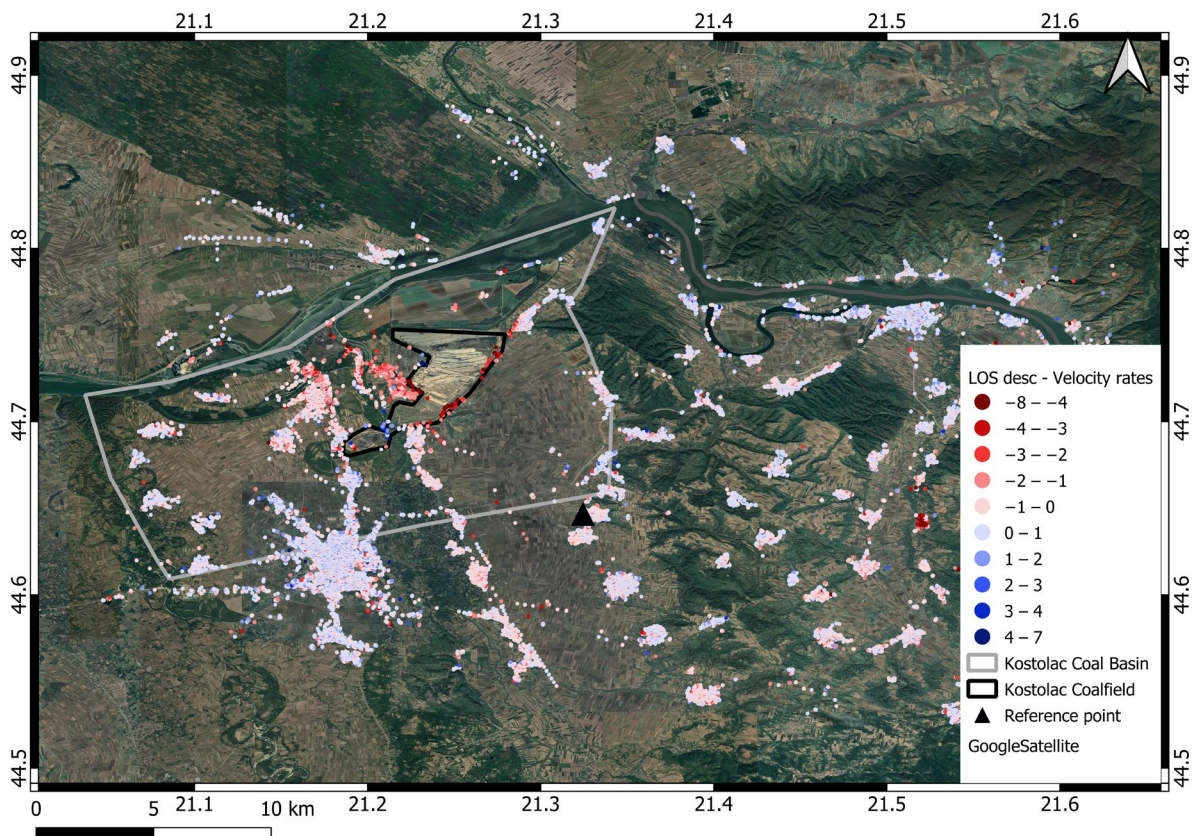 21.1 21.2 21.3 21.4 21.5 21.6
44.9 44.9
44.8 44.8
44.7 44.7
44.6
44.5 44.5
LOS desc - Velocity rates
−8 – −4
−4 – −3
−3 – −2
−2 – −1
−1 – 0
0 – 1
1 – 2
2 – 3
3 – 4
4 – 7
Kostolac Coal Basin
Kostolac Coalfield
Reference point
GoogleSatellite
44.6
21.1 21.2 21.3 21.4 21.5 21.6
0 5 10 km